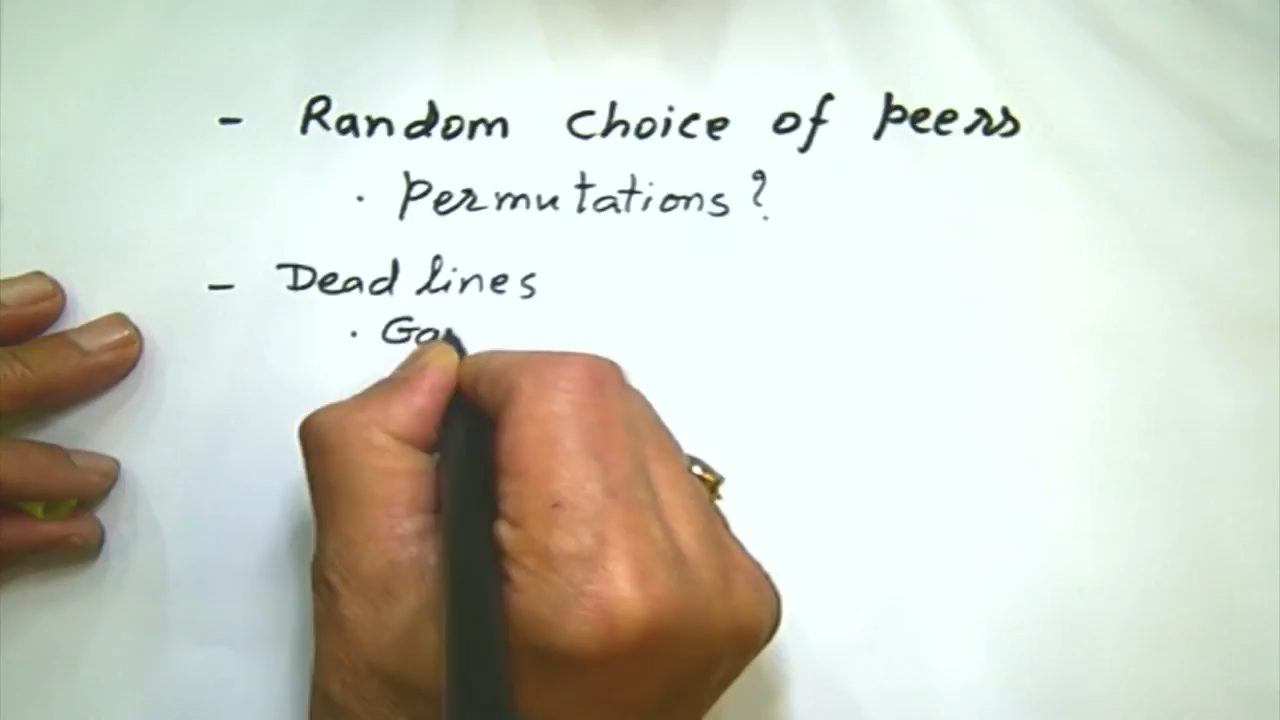 - Random choice of peers
· Permutations?
- Dead lines
·